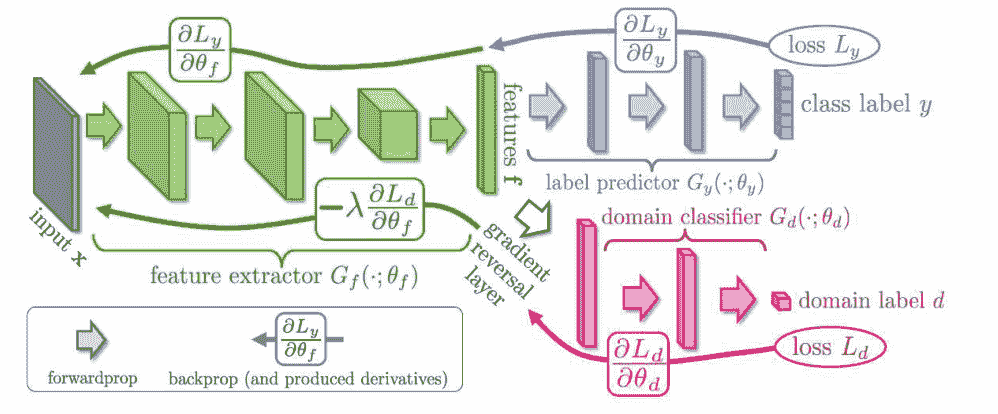 ∂L_y/∂θ_f
∂L_y/∂θ_y
loss L_y
features f
class label y
label predictor G_y(·; θ_y)
input x
−λ ∂L_d/∂θ_f
feature extractor G_f(·; θ_f)
gradient
reversal
layer
domain classifier G_d(·; θ_d)
domain label d
∂L_d/∂θ_d
loss L_d
∂L_y/∂θ_f
forwardprop
backprop (and produced derivatives)